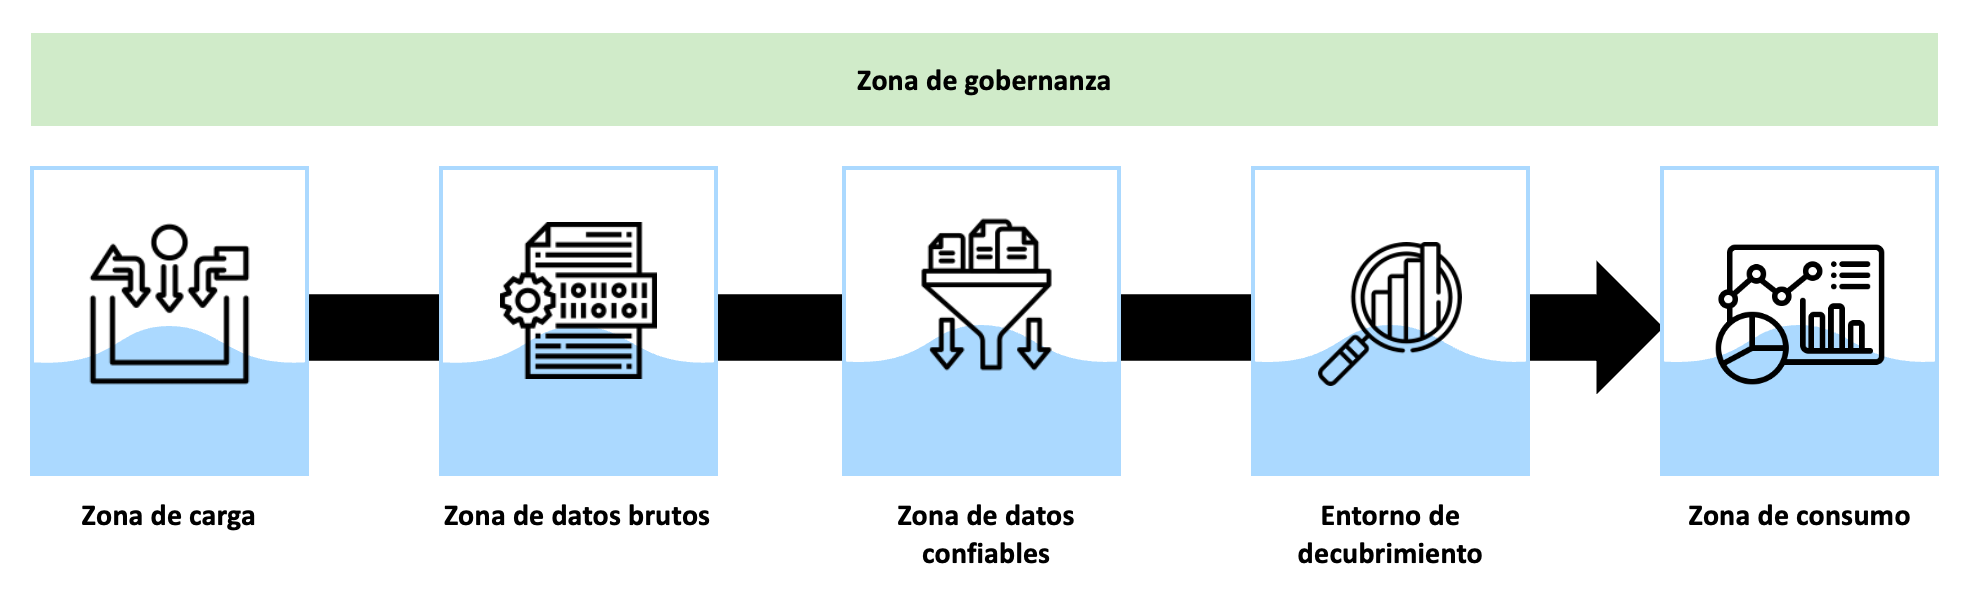 Zona de gobernanza
Zona de carga
Zona de datos brutos
Zona de datos
confiables
Entorno de
decubrimiento
Zona de consumo